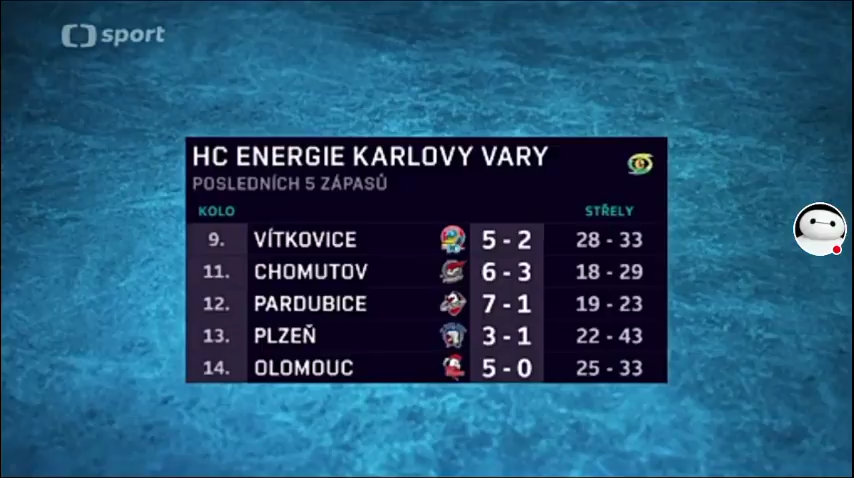 sport
HC ENERGIE KARLOVY VARY
POSLEDNÍCH 5 ZÁPASŮ
KOLO STŘELY
9. VÍTKOVICE 5 - 2 28 - 33
11. CHOMUTOV 6 - 3 18 - 29
12. PARDUBICE 7 - 1 19 - 23
13. PLZEŇ 3 - 1 22 - 43
14. OLOMOUC 5 - 0 25 - 33